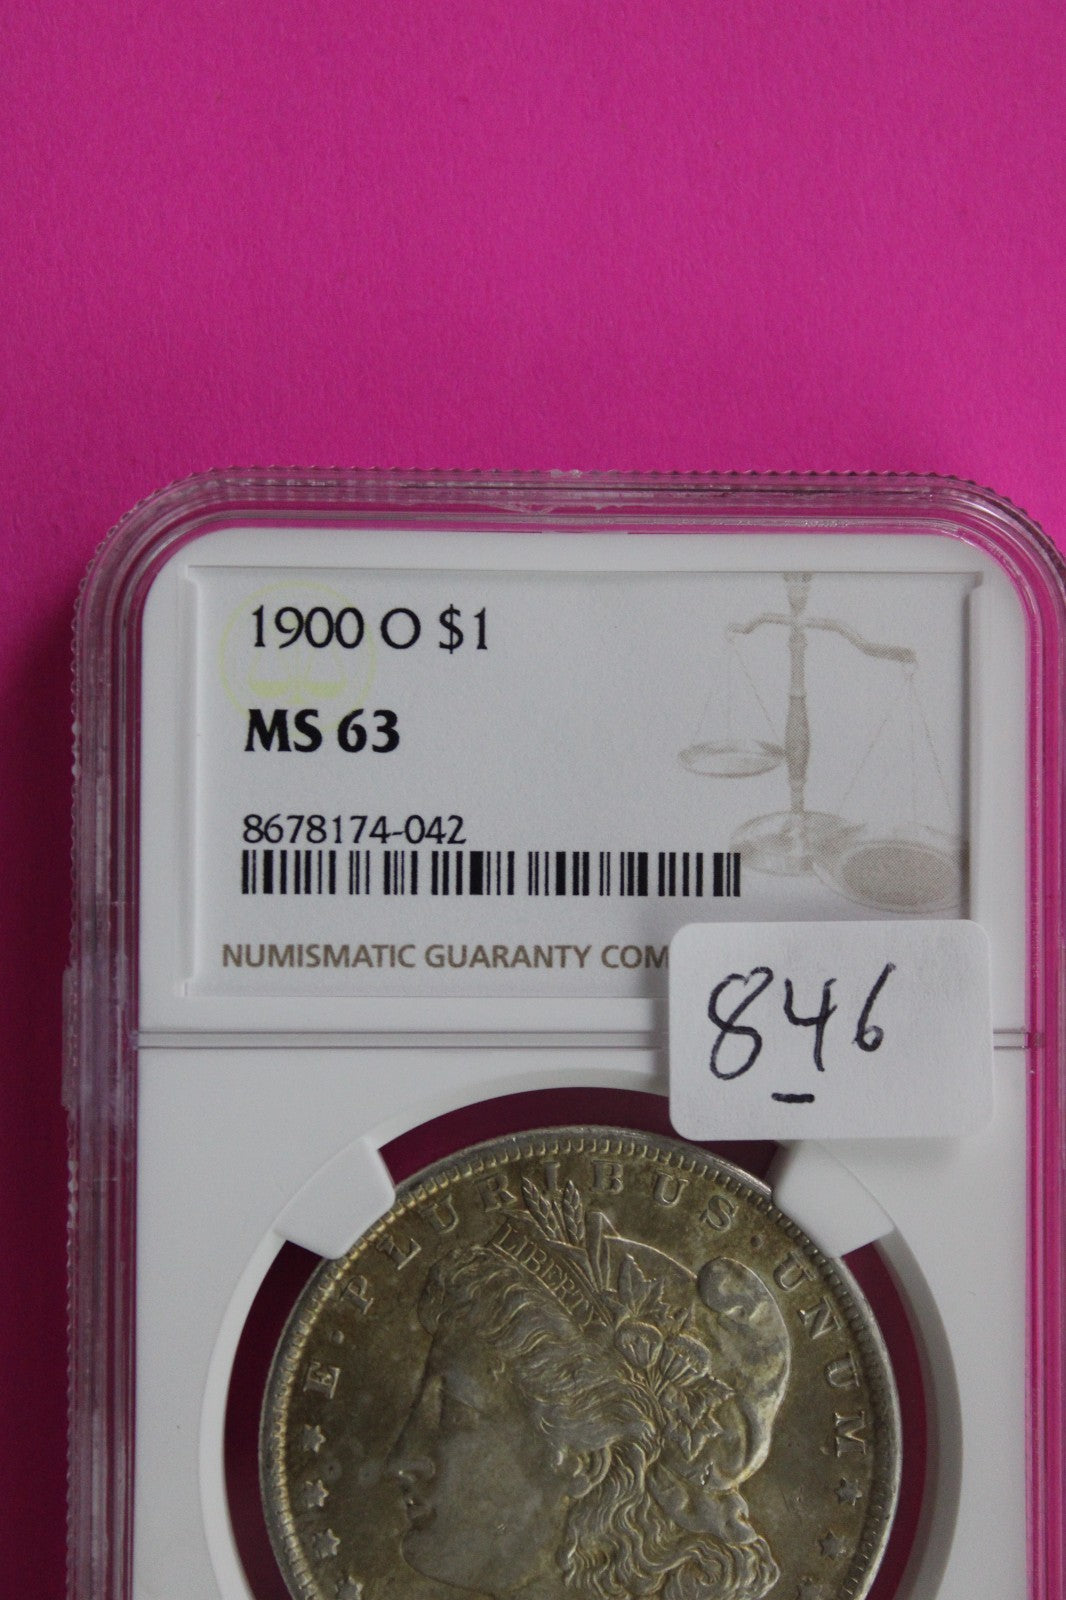 1900 O $1
MS 63
8678174-042
NUMISMATIC GUARANTY COM
846
E · PLURIBUS · UNUM
LIBERTY